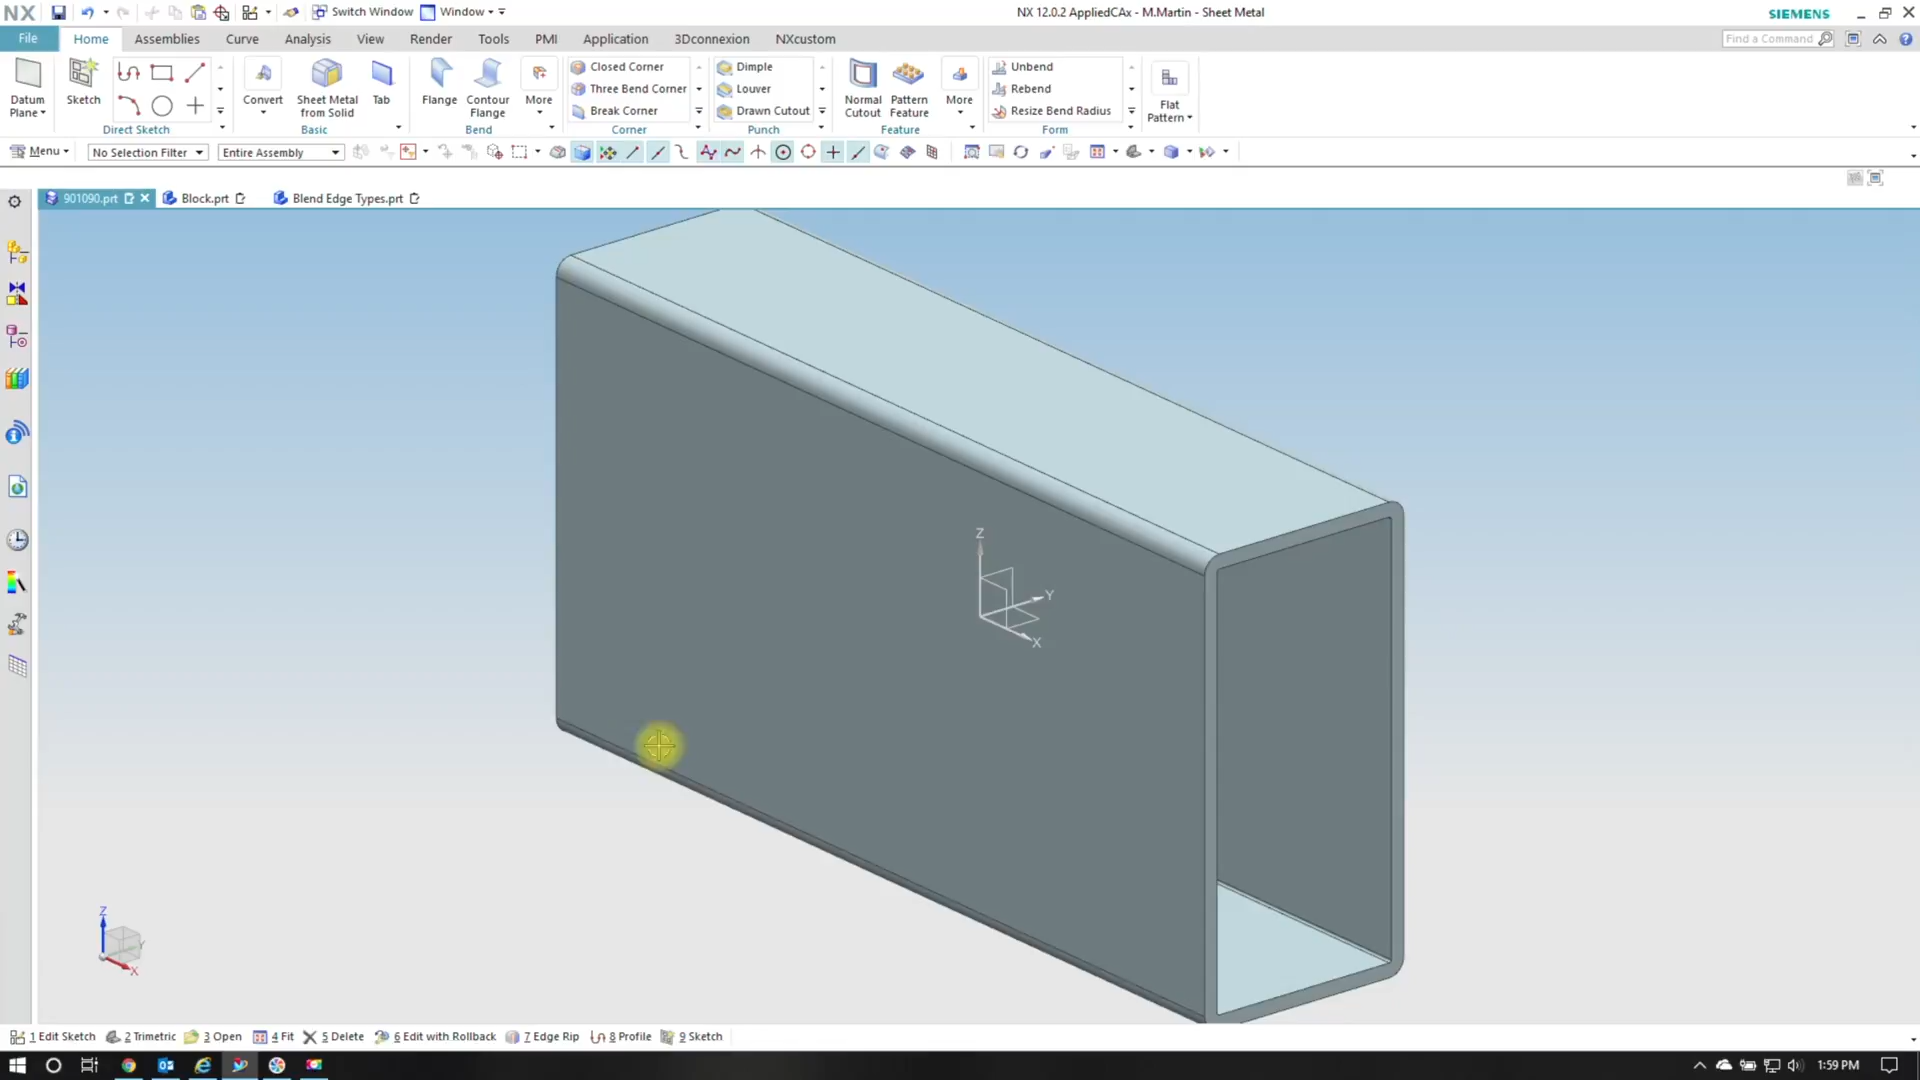 NX Switch Window Window NX 12.0.2 AppliedCAx - M.Martin - Sheet Metal SIEMENS
File Home Assemblies Curve Analysis View Render Tools PMI Application 3Dconnexion NXcustom Find a Command
Datum Plane Sketch Convert Sheet Metal from Solid Tab Flange Contour Flange More Closed Corner Three Bend Corner Break Corner Dimple Louver Drawn Cutout Normal Cutout Pattern Feature More Unbend Rebend Resize Bend Radius Flat Pattern
Direct Sketch Basic Bend Corner Punch Feature Form
Menu No Selection Filter Entire Assembly
901090.prt Block.prt Blend Edge Types.prt
Z
Y
X
Z
Y
X
1 Edit Sketch 2 Trimetric 3 Open 4 Fit 5 Delete 6 Edit with Rollback 7 Edge Rip 8 Profile 9 Sketch
1:59 PM